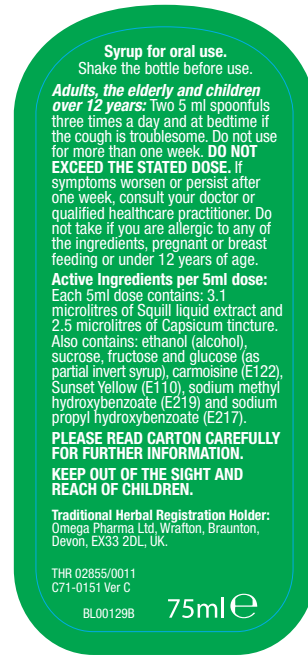 Syrup for oral use.
Shake the bottle before use.
Adults, the elderly and children
over 12 years: Two 5 ml spoonfuls
three times a day and at bedtime if
the cough is troublesome. Do not use
for more than one week. DO NOT
EXCEED THE STATED DOSE. If
symptoms worsen or persist after
one week, consult your doctor or
qualified healthcare practitioner. Do
not take if you are allergic to any of
the ingredients, pregnant or breast
feeding or under 12 years of age.
Active Ingredients per 5ml dose:
Each 5ml dose contains: 3.1
microlitres of Squill liquid extract and
2.5 microlitres of Capsicum tincture.
Also contains: ethanol (alcohol),
sucrose, fructose and glucose (as
partial invert syrup), carmoisine (E122),
Sunset Yellow (E110), sodium methyl
hydroxybenzoate (E219) and sodium
propyl hydroxybenzoate (E217).
PLEASE READ CARTON CAREFULLY
FOR FURTHER INFORMATION.
KEEP OUT OF THE SIGHT AND
REACH OF CHILDREN.
Traditional Herbal Registration Holder:
Omega Pharma Ltd, Wrafton, Braunton,
Devon, EX33 2DL, UK.
THR 02855/0011
C71-0151 Ver C
BL00129B
75ml ℮